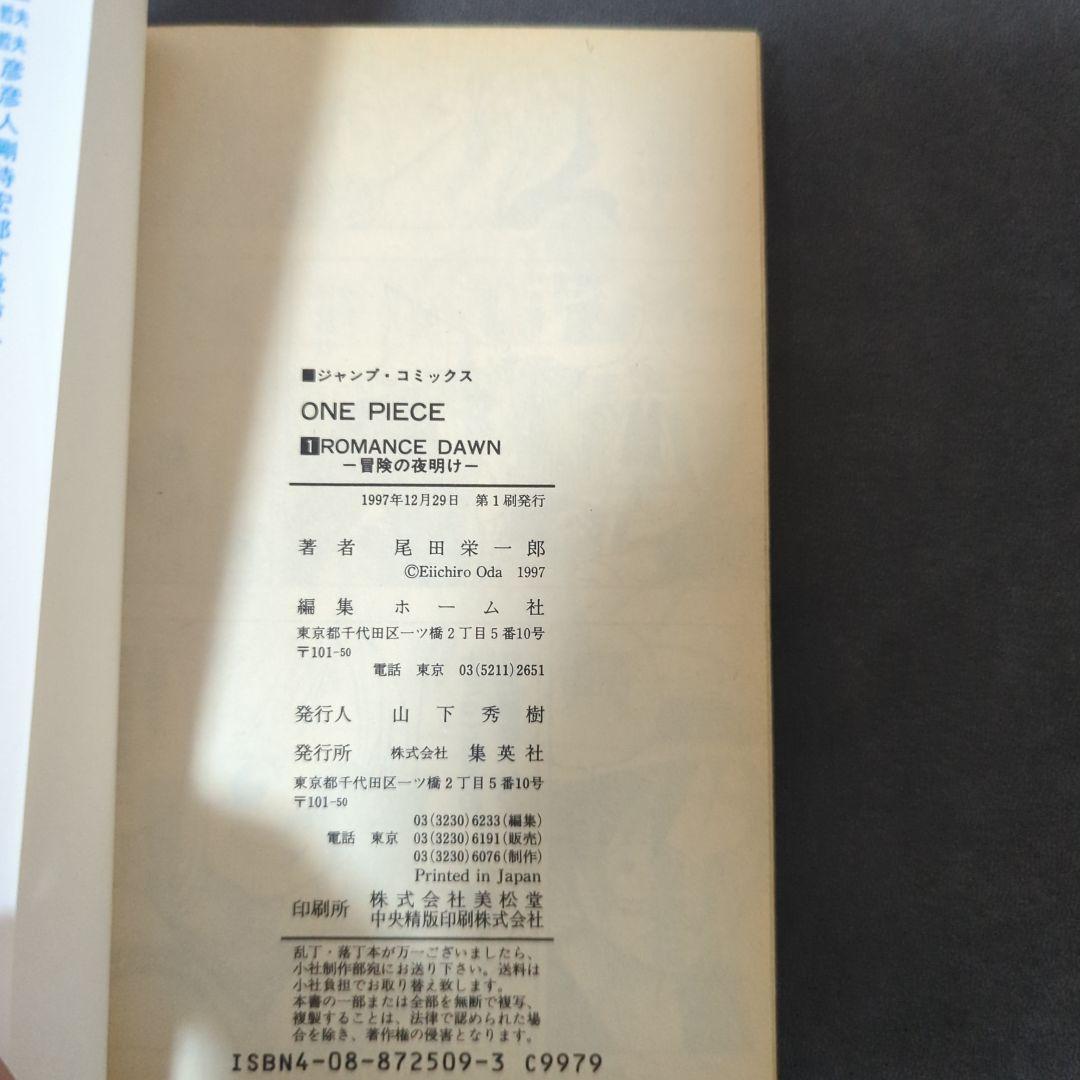 ■ジャンプ・コミックス
ONE PIECE
1 ROMANCE DAWN
－冒険の夜明け－
1997年12月29日 第1刷発行
著者 尾田栄一郎
©Eiichiro Oda 1997
編集 ホーム社
東京都千代田区一ツ橋2丁目5番10号
〒101-50
電話 東京 03(5211)2651
発行人 山下秀樹
発行所 株式会社 集英社
東京都千代田区一ツ橋2丁目5番10号
〒101-50
03(3230)6233(編集)
電話 東京 03(3230)6191(販売)
03(3230)6076(制作)
Printed in Japan
印刷所 株式会社美松堂
中央精版印刷株式会社
乱丁・落丁本が万一ございましたら、
小社制作部宛にお送り下さい。送料は
小社負担でお取り替え致します。
本書の一部または全部を無断で複写、
複製することは、法律で認められた場
合を除き、著作権の侵害となります。
ISBN4-08-872509-3 C9979